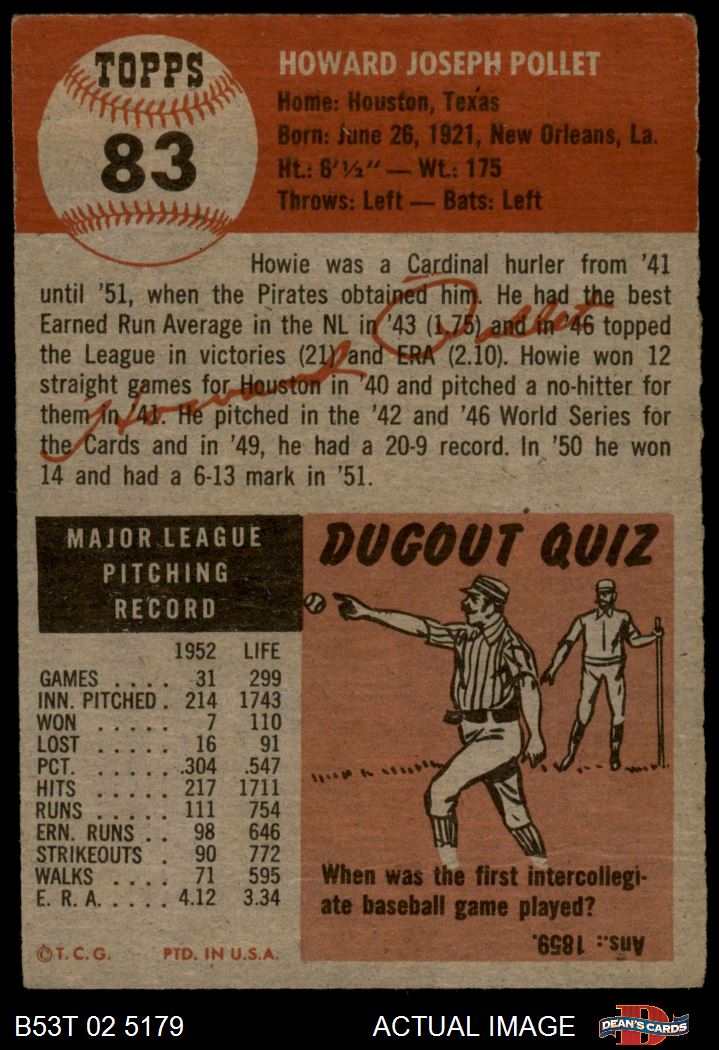 TOPPS
83
HOWARD JOSEPH POLLET
Home: Houston, Texas
Born: June 26, 1921, New Orleans, La.
Ht.: 6'½" — Wt.: 175
Throws: Left — Bats: Left
Howie was a Cardinal hurler from '41
until '51, when the Pirates obtained him. He had the best
Earned Run Average in the NL in '43 (1.75) and in '46 topped
the League in victories (21) and ERA (2.10). Howie won 12
straight games for Houston in '40 and pitched a no-hitter for
them in '41. He pitched in the '42 and '46 World Series for
the Cards and in '49, he had a 20-9 record. In '50 he won
14 and had a 6-13 mark in '51.
Howard Pollet
MAJOR LEAGUE
PITCHING
RECORD
1952 LIFE
GAMES .... 31 299
INN. PITCHED . 214 1743
WON ..... 7 110
LOST ..... 16 91
PCT. ..... .304 .547
HITS ..... 217 1711
RUNS ..... 111 754
ERN. RUNS .. 98 646
STRIKEOUTS . 90 772
WALKS .... 71 595
E. R. A. .... 4.12 3.34
© T. C. G. PTD. IN U.S.A.
DUGOUT QUIZ
When was the first intercollegi-
ate baseball game played?
Ans.: 1859.
B53T 02 5179 ACTUAL IMAGE
D
DEAN'S CARDS